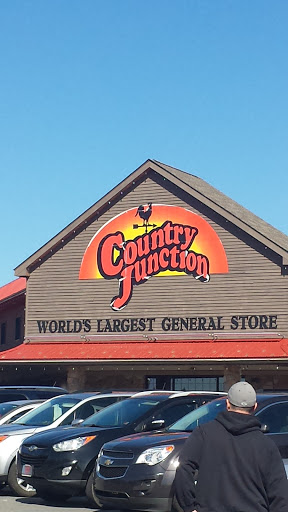 Country
Junction
WORLD'S LARGEST GENERAL STORE